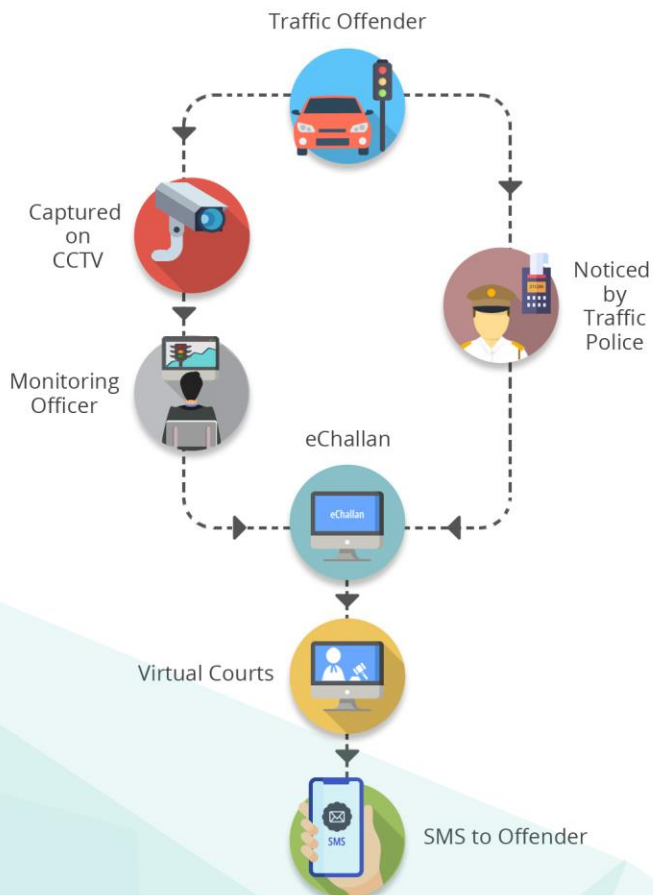 Traffic Offender
Captured
on
CCTV
Noticed
by
Traffic
Police
Monitoring
Officer
eChallan
eChallan
Virtual Courts
SMS
SMS to Offender